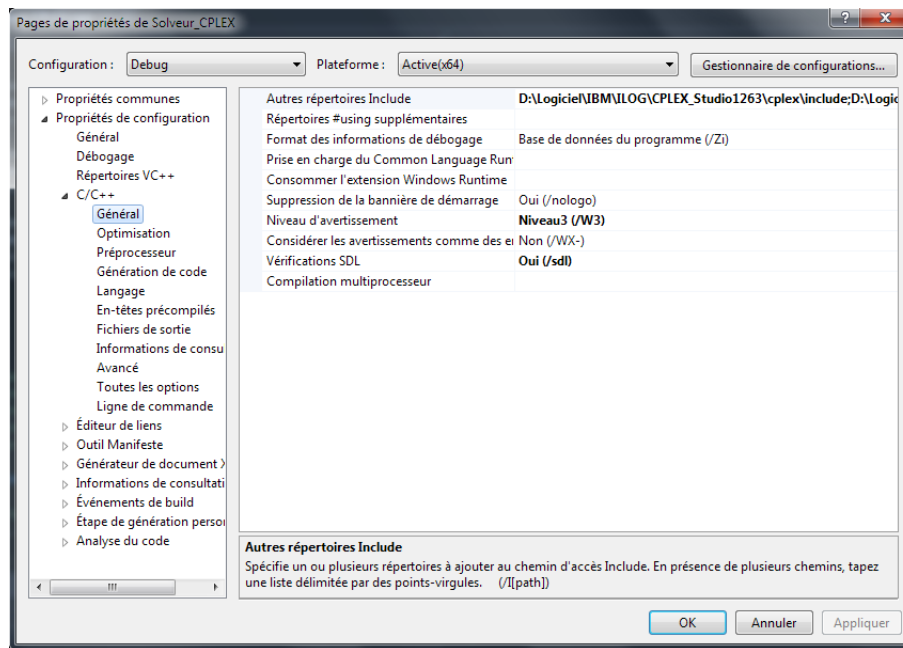 Pages de propriétés de Solveur_CPLEX
Configuration : Debug Plateforme : Active(x64) Gestionnaire de configurations...
Propriétés communes
Propriétés de configuration
Général
Débogage
Répertoires VC++
C/C++
Général
Optimisation
Préprocesseur
Génération de code
Langage
En-têtes précompilés
Fichiers de sortie
Informations de consu
Avancé
Toutes les options
Ligne de commande
Éditeur de liens
Outil Manifeste
Générateur de document X
Informations de consultati
Événements de build
Étape de génération person
Analyse du code
Autres répertoires Include D:\Logiciel\IBM\ILOG\CPLEX_Studio1263\cplex\include;D:\Logic
Répertoires #using supplémentaires
Format des informations de débogage Base de données du programme (/Zi)
Prise en charge du Common Language Run
Consommer l'extension Windows Runtime
Suppression de la bannière de démarrage Oui (/nologo)
Niveau d'avertissement Niveau3 (/W3)
Considérer les avertissements comme des er Non (/WX-)
Vérifications SDL Oui (/sdl)
Compilation multiprocesseur
Autres répertoires Include
Spécifie un ou plusieurs répertoires à ajouter au chemin d'accès Include. En présence de plusieurs chemins, tapez
une liste délimitée par des points-virgules. (/I[path])
OK Annuler Appliquer